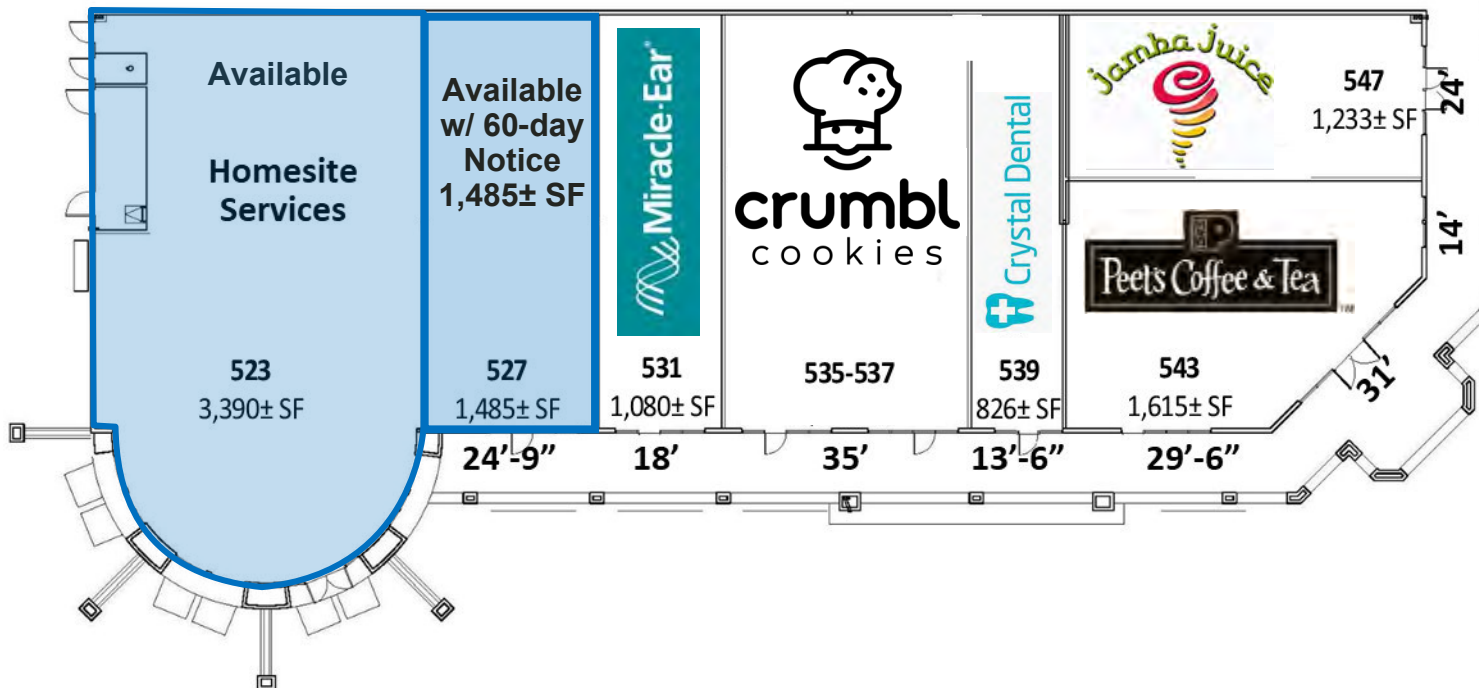 Available
Homesite
Services
523
3,390± SF
Available
w/ 60-day
Notice
1,485± SF
527
1,485± SF
Miracle-Ear®
531
1,080± SF
crumbl
cookies
535-537
Crystal Dental
539
826± SF
jamba juice
547
1,233± SF
Peet's Coffee & Tea
543
1,615± SF
24'
14'
31'
24'-9”
18'
35'
13'-6”
29'-6”